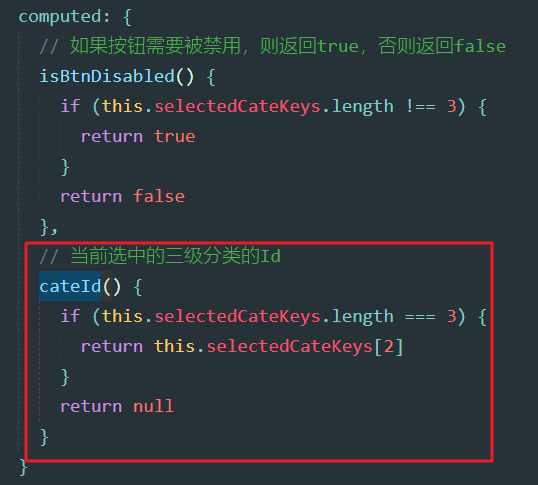 computed: {
// 如果按钮需要被禁用，则返回true，否则返回false
isBtnDisabled() {
if (this.selectedCateKeys.length !== 3) {
return true
}
return false
},
// 当前选中的三级分类的Id
cateId() {
if (this.selectedCateKeys.length === 3) {
return this.selectedCateKeys[2]
}
return null
}
}